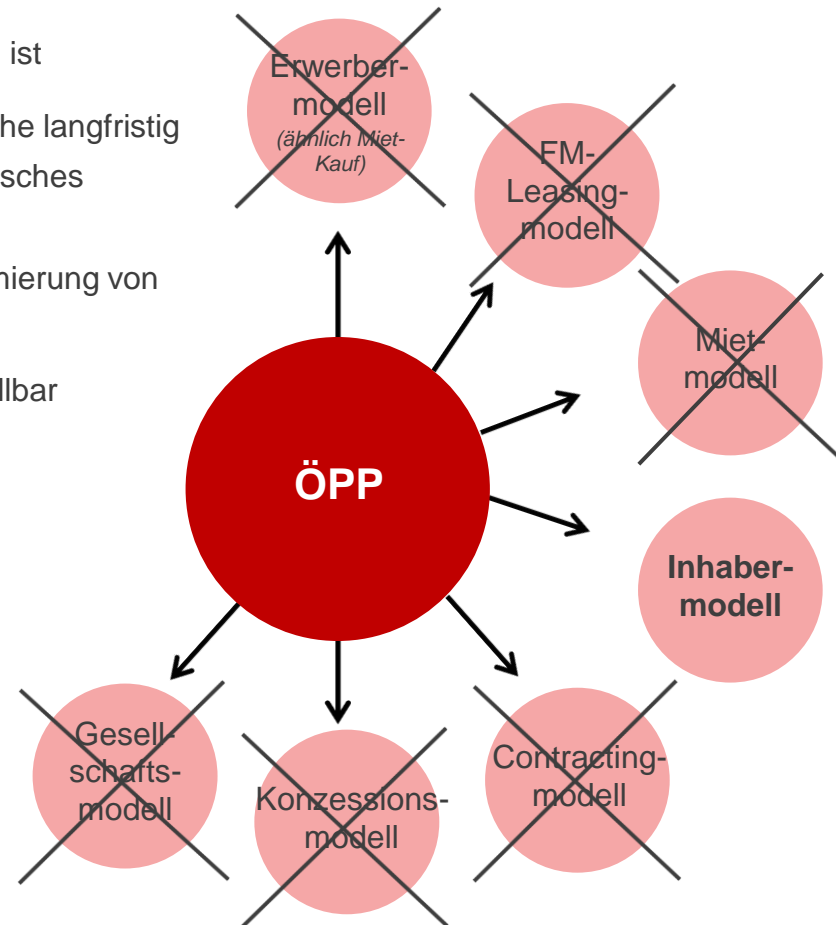 ist
he langfristig
sches
mierung von
llbar
Erwerber-
modell
(ähnlich Miet-
Kauf)
FM-
Leasing-
modell
Miet-
modell
ÖPP
Inhaber-
modell
Contracting-
modell
Konzessions-
modell
Gesell-
schafts-
modell